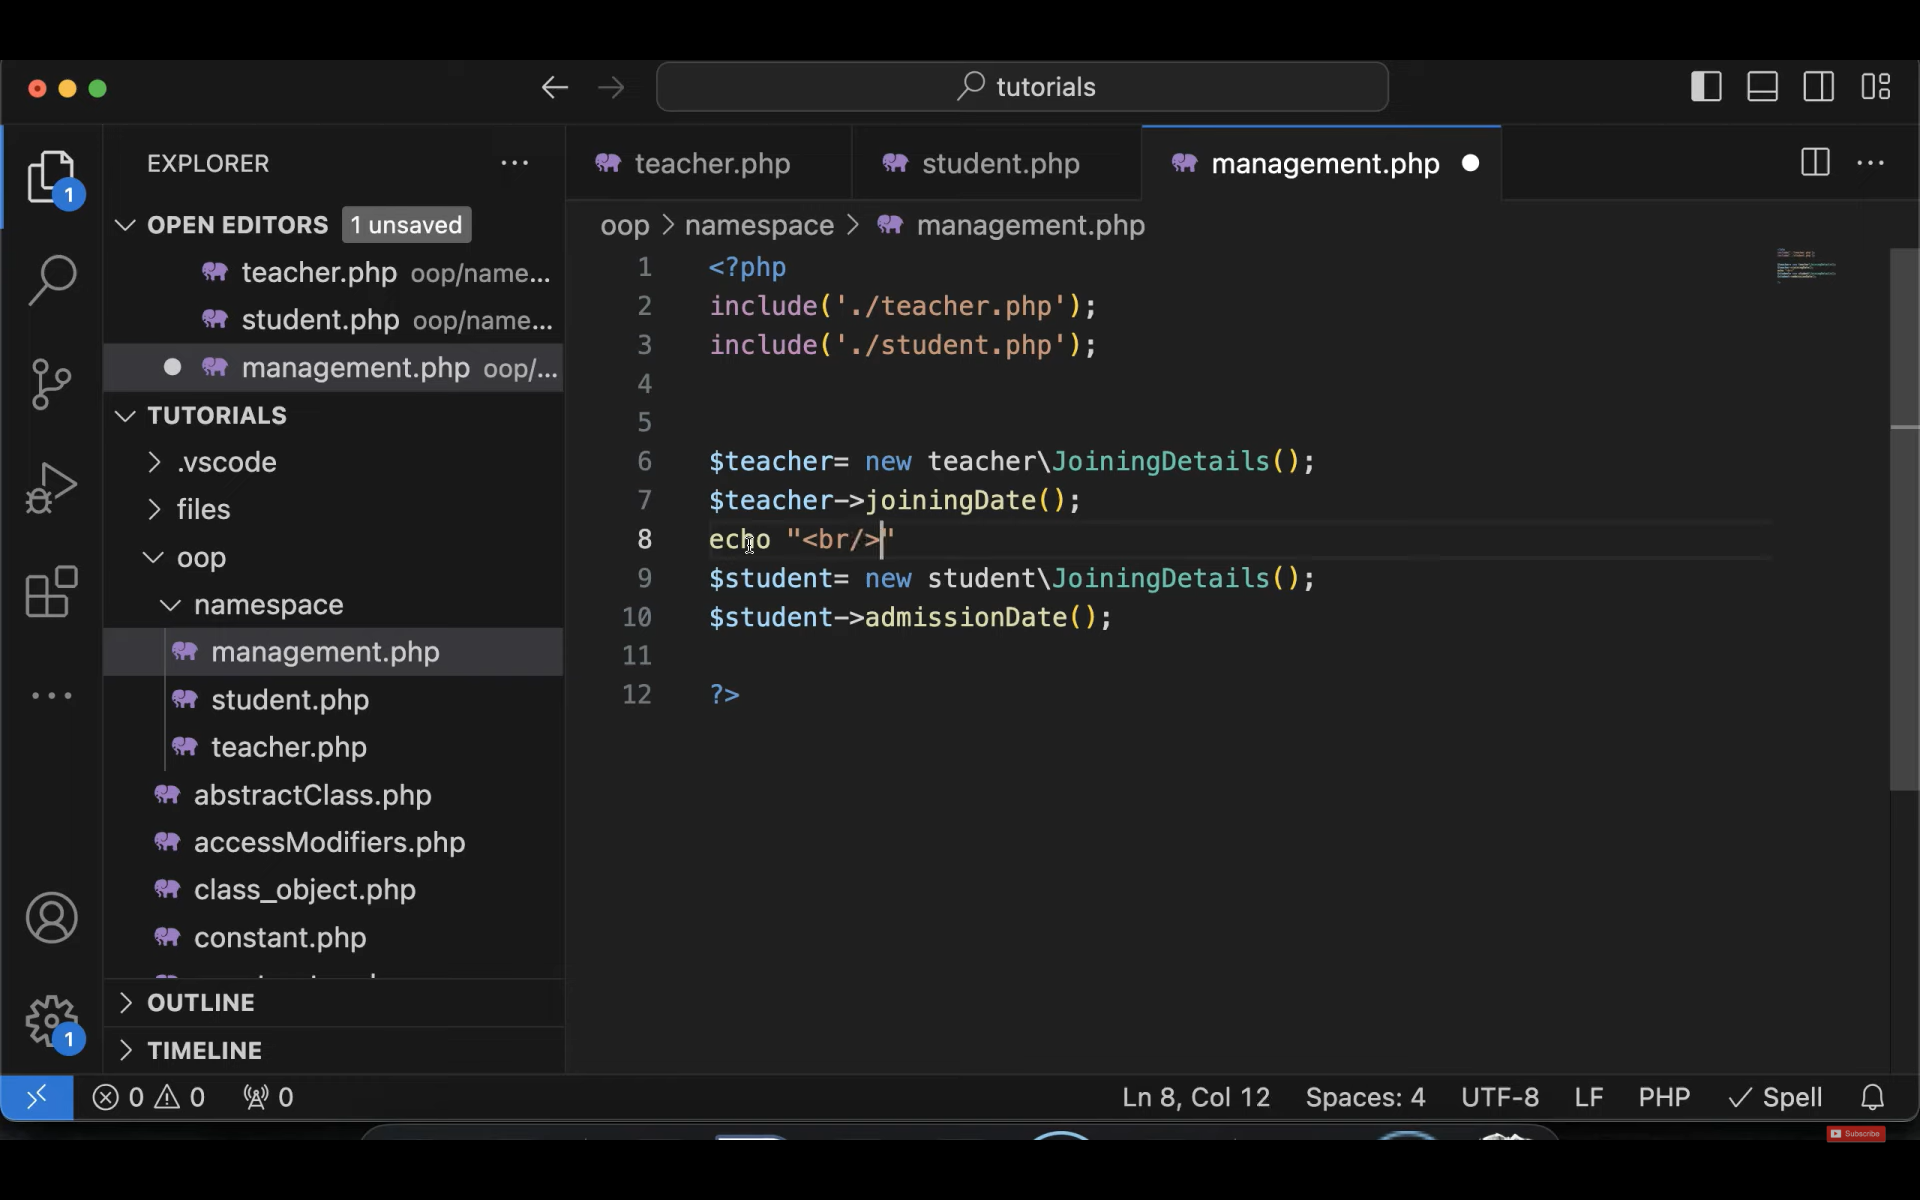 tutorials
EXPLORER
teacher.php
student.php
management.php
OPEN EDITORS 1 unsaved
oop > namespace > management.php
teacher.php oop/name...
student.php oop/name...
management.php oop/...
TUTORIALS
.vscode
files
oop
namespace
management.php
student.php
teacher.php
abstractClass.php
accessModifiers.php
class_object.php
constant.php
OUTLINE
TIMELINE
1
1
1 <?php
2 include('./teacher.php');
3 include('./student.php');
4
5
6 $teacher= new teacher\JoiningDetails();
7 $teacher->joiningDate();
8 echo "<br/>"
9 $student= new student\JoiningDetails();
10 $student->admissionDate();
11
12 ?>
0 0 0 Ln 8, Col 12 Spaces: 4 UTF-8 LF PHP Spell
Subscribe